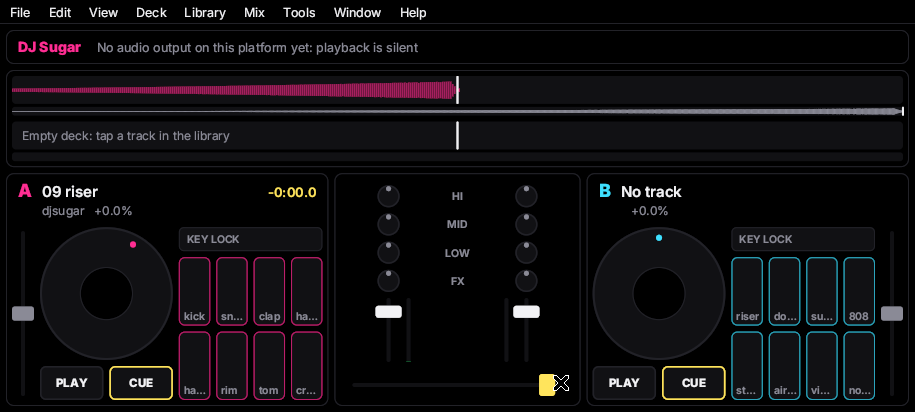 File Edit View Deck Library Mix Tools Window Help
DJ Sugar No audio output on this platform yet: playback is silent
Empty deck: tap a track in the library
A 09 riser -0:00.0
djsugar +0.0%
KEY LOCK
kick sn... clap ha...
ha... rim tom cr...
PLAY CUE
HI
MID
LOW
FX
B No track
+0.0%
KEY LOCK
riser do... su... 808
st... air... vi... no...
PLAY CUE